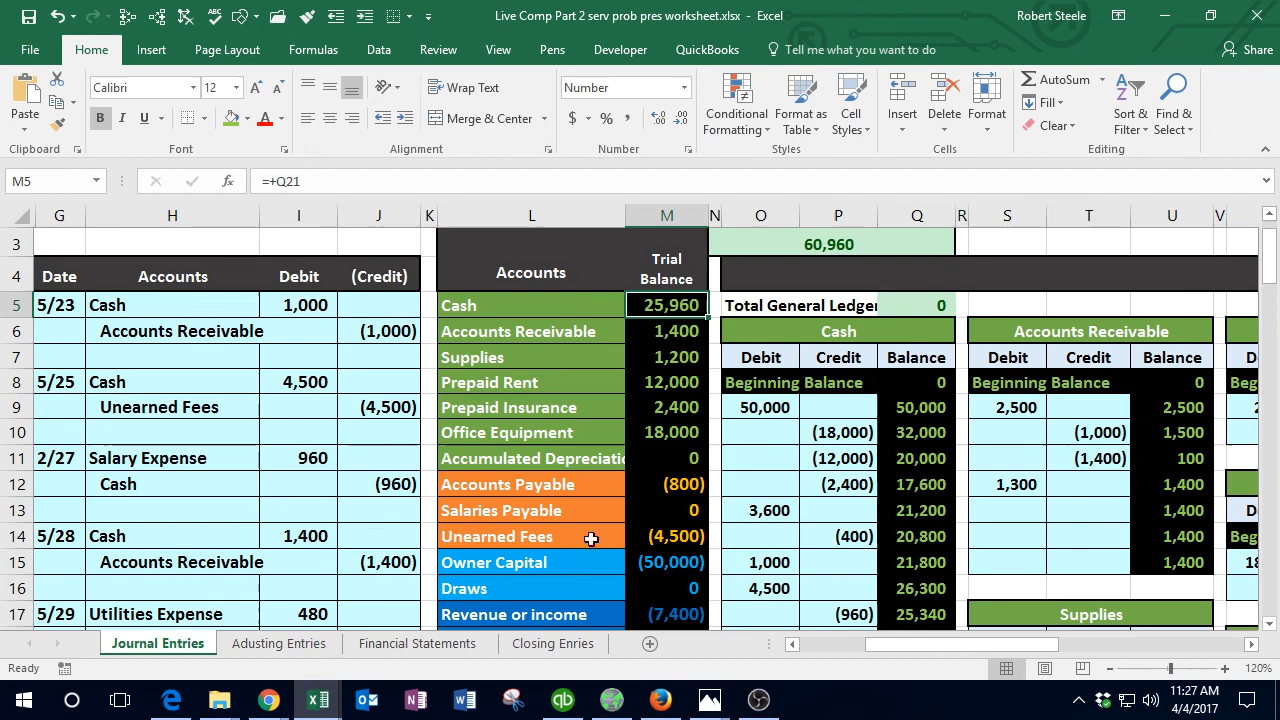 Live Comp Part 2 serv prob pres worksheet.xlsx - Excel
Robert Steele
File Home Insert Page Layout Formulas Data Review View Pens Developer QuickBooks Tell me what you want to do Share
Paste
Clipboard
Calibri 12
B I U
Font
Wrap Text
Merge & Center
Alignment
Number
$ % ,
Number
Conditional Formatting
Format as Table
Cell Styles
Styles
Insert Delete Format
Cells
AutoSum
Fill
Clear
Sort & Filter
Find & Select
Editing
M5 fx =+Q21
G H I J K L M N O P Q R S T U V
3 60,960
4 Date Accounts Debit (Credit) Accounts Trial Balance
5 5/23 Cash 1,000 Cash 25,960 Total General Ledger 0
6 Accounts Receivable (1,000) Accounts Receivable 1,400 Cash Accounts Receivable
7 Supplies 1,200 Debit Credit Balance Debit Credit Balance D
8 5/25 Cash 4,500 Prepaid Rent 12,000 Beginning Balance 0 Beginning Balance 0 Beg
9 Unearned Fees (4,500) Prepaid Insurance 2,400 50,000 50,000 2,500 2,500 2
10 Office Equipment 18,000 (18,000) 32,000 (1,000) 1,500
11 2/27 Salary Expense 960 Accumulated Depreciatio 0 (12,000) 20,000 (1,400) 100
12 Cash (960) Accounts Payable (800) (2,400) 17,600 1,300 1,400
13 Salaries Payable 0 3,600 21,200 1,400 D
14 5/28 Cash 1,400 Unearned Fees (4,500) (400) 20,800 1,400 Beg
15 Accounts Receivable (1,400) Owner Capital (50,000) 1,000 21,800 1,400 18
16 Draws 0 4,500 26,300
17 5/29 Utilities Expense 480 Revenue or income (7,400) (960) 25,340 Supplies
Journal Entries Adusting Entries Financial Statements Closing Enries
Ready 120%
11:27 AM
4/4/2017